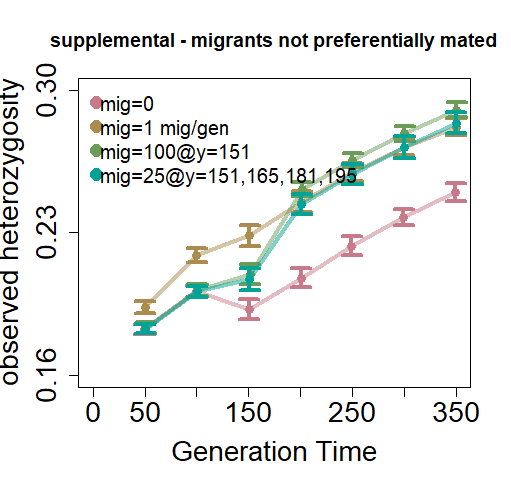 supplemental - migrants not preferentially mated
observed heterozygosity
0.30
0.23
0.16
mig=0
mig=1 mig/gen
mig=100@y=151
mig=25@y=151,165,181,195
0 50 150 250 350
Generation Time